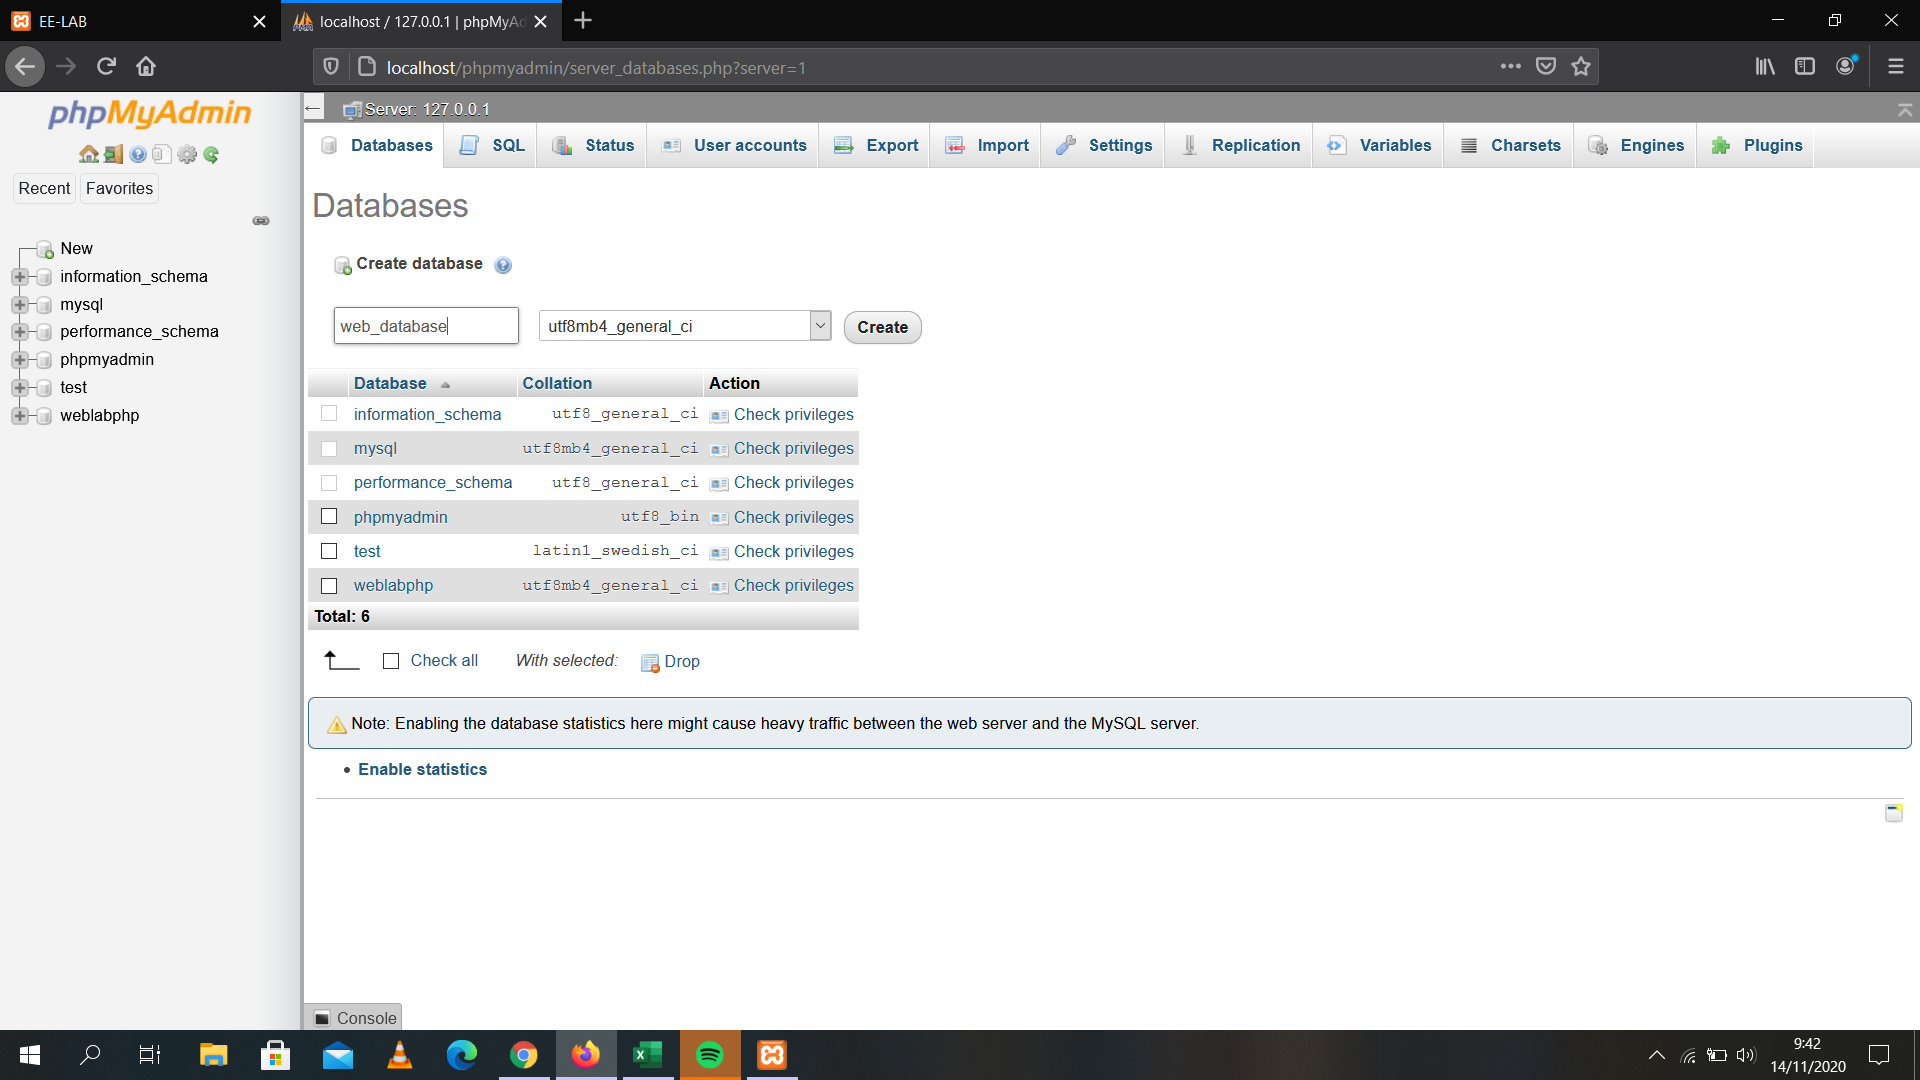 EE-LAB
localhost / 127.0.0.1 | phpMyAd
localhost/phpmyadmin/server_databases.php?server=1
phpMyAdmin
Recent
Favorites
New
information_schema
mysql
performance_schema
phpmyadmin
test
weblabphp
Server: 127.0.0.1
Databases
SQL
Status
User accounts
Export
Import
Settings
Replication
Variables
Charsets
Engines
Plugins
Databases
Create database
web_database
utf8mb4_general_ci
Create
Database
Collation
Action
information_schema utf8_general_ci Check privileges
mysql utf8mb4_general_ci Check privileges
performance_schema utf8_general_ci Check privileges
phpmyadmin utf8_bin Check privileges
test latin1_swedish_ci Check privileges
weblabphp utf8mb4_general_ci Check privileges
Total: 6
Check all With selected: Drop
Note: Enabling the database statistics here might cause heavy traffic between the web server and the MySQL server.
Enable statistics
Console
9:42
14/11/2020